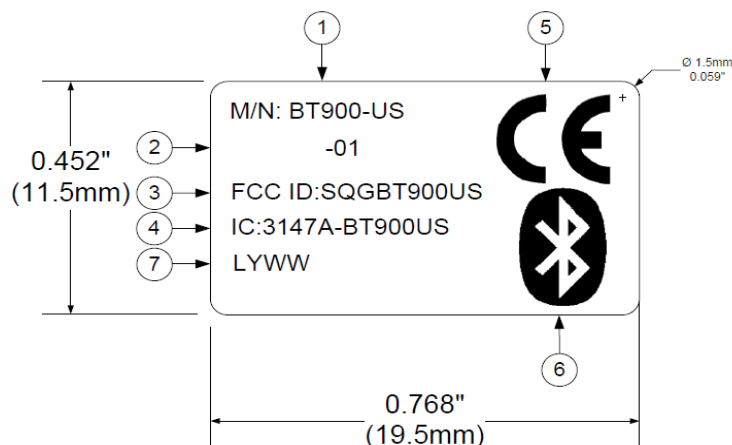 1
5
Ø 1.5mm
0.059"
M/N: BT900-US
-01
2
0.452"
(11.5mm)
3
FCC ID:SQGBT900US
4
IC:3147A-BT900US
7
LYWW
CE
6
0.768"
(19.5mm)